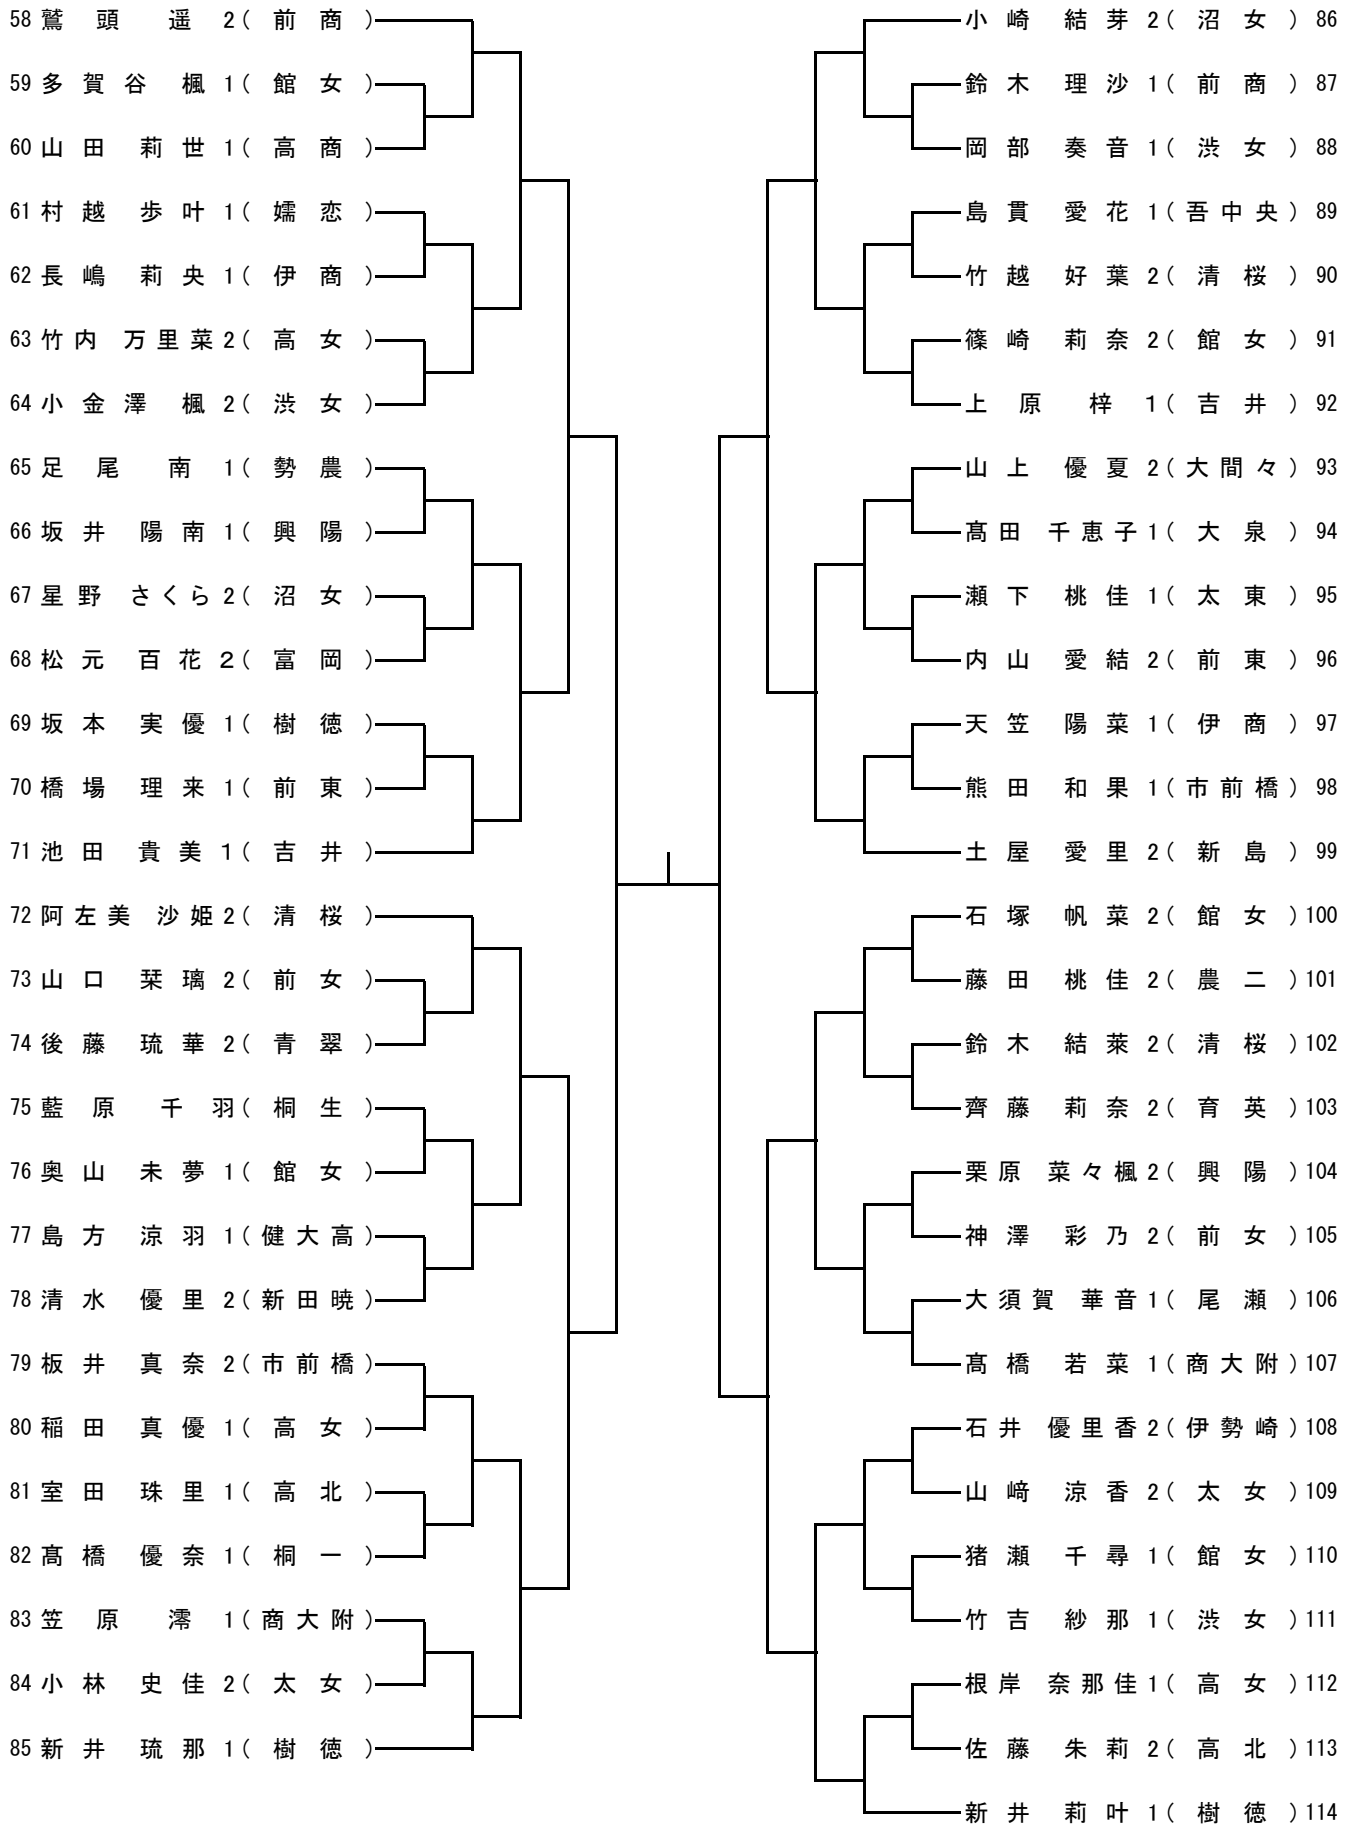 58 鷲頭 遥 2(前商)
59 多賀谷 楓 1(館女)
60 山田 莉世 1(高商)
61 村越 歩叶 1(嬬恋)
62 長嶋 莉央 1(伊商)
63 竹内 万里菜 2(高女)
64 小金澤 楓 2(渋女)
65 足尾 南 1(勢農)
66 坂井 陽南 1(興陽)
67 星野 さくら 2(沼女)
68 松元 百花 2(富岡)
69 坂本 実優 1(樹徳)
70 橋場 理来 1(前東)
71 池田 貴美 1(吉井)
72 阿左美 沙姫 2(清桜)
73 山口 栞璃 2(前女)
74 後藤 琉華 2(青翠)
75 藍原 千羽(桐生)
76 奥山 未夢 1(館女)
77 島方 涼羽 1(健大高)
78 清水 優里 2(新田暁)
79 板井 真奈 2(市前橋)
80 稲田 真優 1(高女)
81 室田 珠里 1(高北)
82 髙橋 優奈 1(桐一)
83 笠原 澪 1(商大附)
84 小林 史佳 2(太女)
85 新井 琉那 1(樹徳)
小崎 結芽 2(沼女) 86
鈴木 理沙 1(前商) 87
岡部 奏音 1(渋女) 88
島貫 愛花 1(吾中央) 89
竹越 好葉 2(清桜) 90
篠崎 莉奈 2(館女) 91
上原 梓 1(吉井) 92
山上 優夏 2(大間々) 93
髙田 千恵子 1(大泉) 94
瀬下 桃佳 1(太東) 95
内山 愛結 2(前東) 96
天笠 陽菜 1(伊商) 97
熊田 和果 1(市前橋) 98
土屋 愛里 2(新島) 99
石塚 帆菜 2(館女) 100
藤田 桃佳 2(農二) 101
鈴木 結菜 2(清桜) 102
齊藤 莉奈 2(育英) 103
栗原 菜々楓 2(興陽) 104
神澤 彩乃 2(前女) 105
大須賀 華音 1(尾瀬) 106
髙橋 若菜 1(商大附) 107
石井 優里香 2(伊勢崎) 108
山﨑 涼香 2(太女) 109
猪瀬 千尋 1(館女) 110
竹吉 紗那 1(渋女) 111
根岸 奈那佳 1(高女) 112
佐藤 朱莉 2(高北) 113
新井 莉叶 1(樹徳) 114